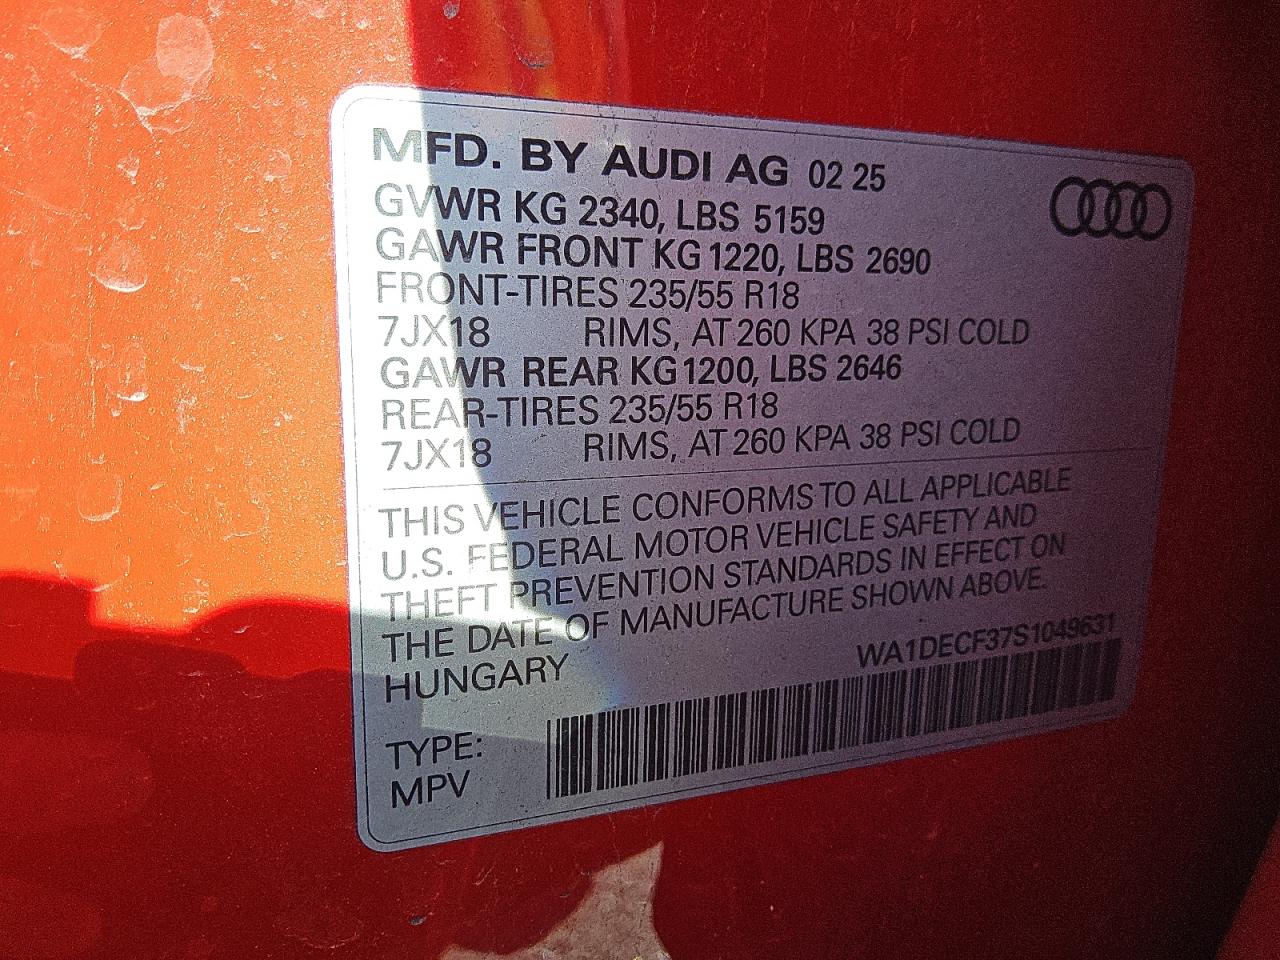 MFD. BY AUDI AG 02 25
GVWR KG 2340, LBS 5159
GAWR FRONT KG 1220, LBS 2690
FRONT-TIRES 235/55 R18
7JX18 RIMS, AT 260 KPA 38 PSI COLD
GAWR REAR KG 1200, LBS 2646
REAR-TIRES 235/55 R18
7JX18 RIMS, AT 260 KPA 38 PSI COLD
THIS VEHICLE CONFORMS TO ALL APPLICABLE
U.S. FEDERAL MOTOR VEHICLE SAFETY AND
THEFT PREVENTION STANDARDS IN EFFECT ON
THE DATE OF MANUFACTURE SHOWN ABOVE.
HUNGARY
WA1DECF37S1049631
TYPE:
MPV